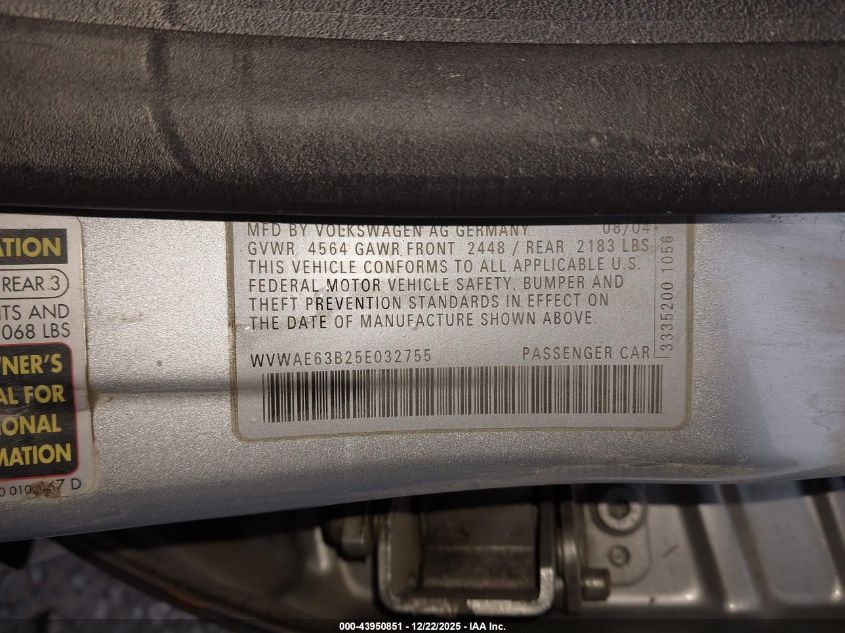 MFD BY VOLKSWAGEN AG GERMANY 08/04
GVWR 4564 GAWR FRONT 2448 / REAR 2183 LBS
THIS VEHICLE CONFORMS TO ALL APPLICABLE U.S.
FEDERAL MOTOR VEHICLE SAFETY, BUMPER AND
THEFT PREVENTION STANDARDS IN EFFECT ON
THE DATE OF MANUFACTURE SHOWN ABOVE.
WVWAE63B25E032755 PASSENGER CAR
3335200 1056
ATION
REAR 3
TS AND
068 LBS
NER'S
AL FOR
IONAL
MATION
7 D
000-43950851 - 12/22/2025 - IAA Inc.